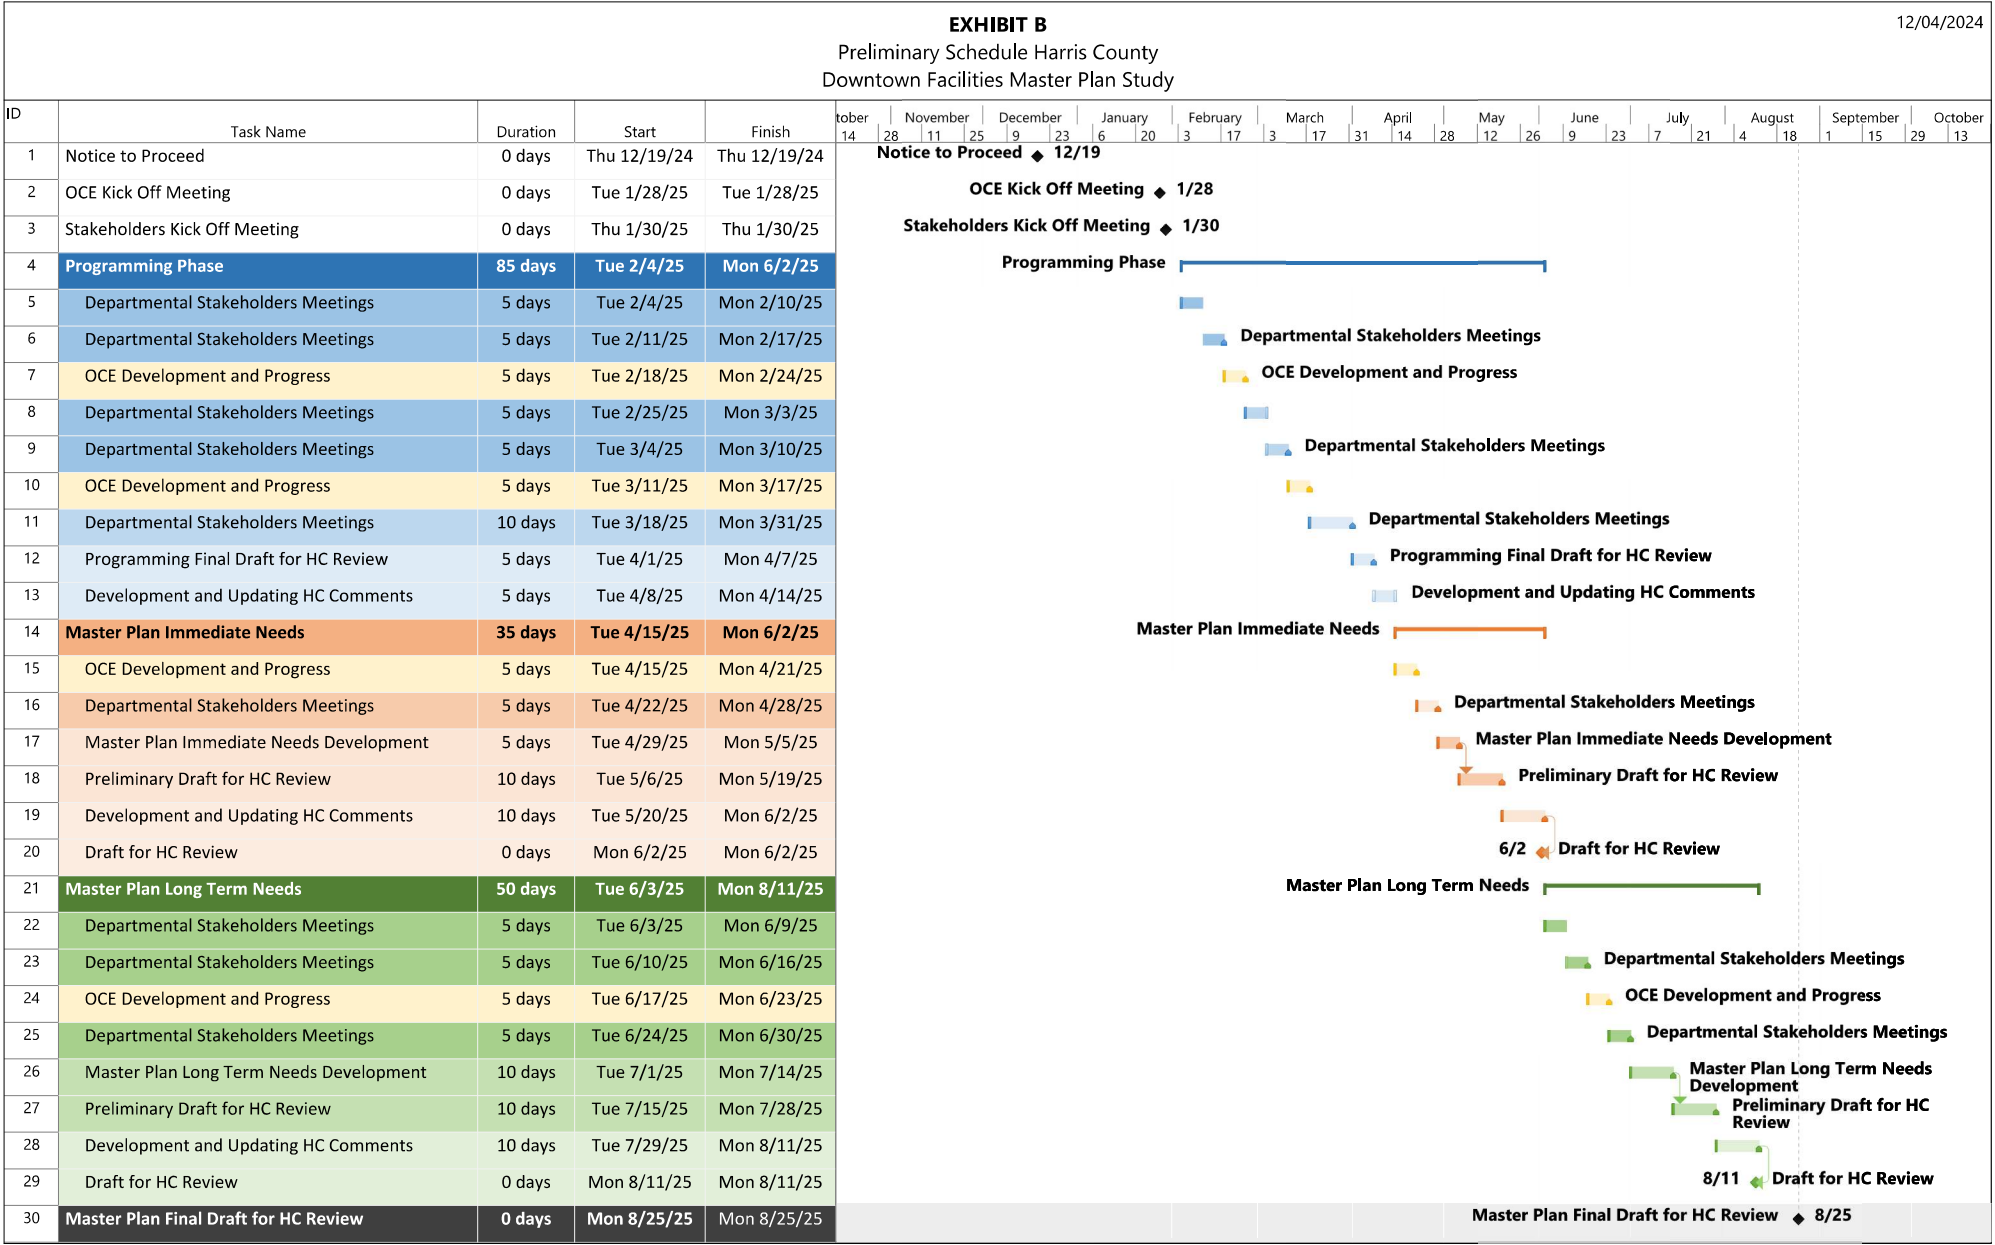 EXHIBIT B
12/04/2024
Preliminary Schedule Harris County
Downtown Facilities Master Plan Study
ID Task Name Duration Start Finish
tober November December January February March April May June July August September October
14 28 11 25 9 23 6 20 3 17 3 17 31 14 28 12 26 9 23 7 21 4 18 1 15 29 13
1 Notice to Proceed 0 days Thu 12/19/24 Thu 12/19/24 Notice to Proceed 12/19
2 OCE Kick Off Meeting 0 days Tue 1/28/25 Tue 1/28/25 OCE Kick Off Meeting 1/28
3 Stakeholders Kick Off Meeting 0 days Thu 1/30/25 Thu 1/30/25 Stakeholders Kick Off Meeting 1/30
4 Programming Phase 85 days Tue 2/4/25 Mon 6/2/25 Programming Phase
5 Departmental Stakeholders Meetings 5 days Tue 2/4/25 Mon 2/10/25
6 Departmental Stakeholders Meetings 5 days Tue 2/11/25 Mon 2/17/25 Departmental Stakeholders Meetings
7 OCE Development and Progress 5 days Tue 2/18/25 Mon 2/24/25 OCE Development and Progress
8 Departmental Stakeholders Meetings 5 days Tue 2/25/25 Mon 3/3/25
9 Departmental Stakeholders Meetings 5 days Tue 3/4/25 Mon 3/10/25 Departmental Stakeholders Meetings
10 OCE Development and Progress 5 days Tue 3/11/25 Mon 3/17/25
11 Departmental Stakeholders Meetings 10 days Tue 3/18/25 Mon 3/31/25 Departmental Stakeholders Meetings
12 Programming Final Draft for HC Review 5 days Tue 4/1/25 Mon 4/7/25 Programming Final Draft for HC Review
13 Development and Updating HC Comments 5 days Tue 4/8/25 Mon 4/14/25 Development and Updating HC Comments
14 Master Plan Immediate Needs 35 days Tue 4/15/25 Mon 6/2/25 Master Plan Immediate Needs
15 OCE Development and Progress 5 days Tue 4/15/25 Mon 4/21/25
16 Departmental Stakeholders Meetings 5 days Tue 4/22/25 Mon 4/28/25 Departmental Stakeholders Meetings
17 Master Plan Immediate Needs Development 5 days Tue 4/29/25 Mon 5/5/25 Master Plan Immediate Needs Development
18 Preliminary Draft for HC Review 10 days Tue 5/6/25 Mon 5/19/25 Preliminary Draft for HC Review
19 Development and Updating HC Comments 10 days Tue 5/20/25 Mon 6/2/25
20 Draft for HC Review 0 days Mon 6/2/25 Mon 6/2/25 6/2 Draft for HC Review
21 Master Plan Long Term Needs 50 days Tue 6/3/25 Mon 8/11/25 Master Plan Long Term Needs
22 Departmental Stakeholders Meetings 5 days Tue 6/3/25 Mon 6/9/25
23 Departmental Stakeholders Meetings 5 days Tue 6/10/25 Mon 6/16/25 Departmental Stakeholders Meetings
24 OCE Development and Progress 5 days Tue 6/17/25 Mon 6/23/25 OCE Development and Progress
25 Departmental Stakeholders Meetings 5 days Tue 6/24/25 Mon 6/30/25 Departmental Stakeholders Meetings
26 Master Plan Long Term Needs Development 10 days Tue 7/1/25 Mon 7/14/25 Master Plan Long Term Needs
Development
27 Preliminary Draft for HC Review 10 days Tue 7/15/25 Mon 7/28/25 Preliminary Draft for HC
Review
28 Development and Updating HC Comments 10 days Tue 7/29/25 Mon 8/11/25
29 Draft for HC Review 0 days Mon 8/11/25 Mon 8/11/25 8/11 Draft for HC Review
30 Master Plan Final Draft for HC Review 0 days Mon 8/25/25 Mon 8/25/25 Master Plan Final Draft for HC Review 8/25